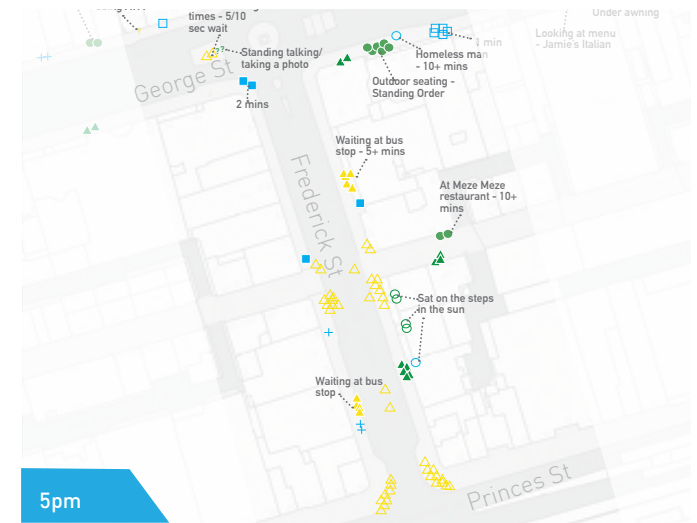 times - 5/10
sec wait
Standing talking/
taking a photo
George St
2 mins
Homeless man
- 10+ mins
1 min
Under awning
Looking at menu
- Jamie's Italian
Outdoor seating -
Standing Order
Waiting at bus
stop - 5+ mins
Frederick St
At Meze Meze
restaurant - 10+
mins
Sat on the steps
in the sun
Waiting at bus
stop -
Princes St
5pm